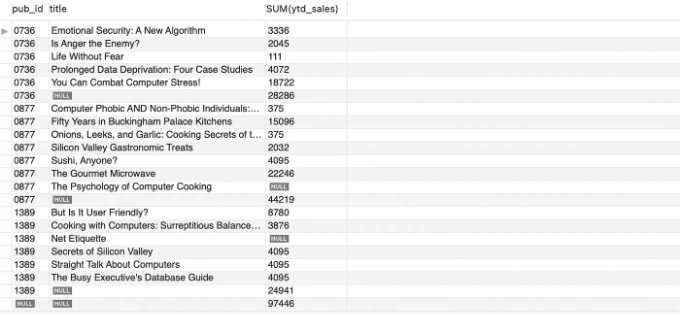 pub_id title SUM(ytd_sales)
0736 Emotional Security: A New Algorithm 3336
0736 Is Anger the Enemy? 2045
0736 Life Without Fear 111
0736 Prolonged Data Deprivation: Four Case Studies 4072
0736 You Can Combat Computer Stress! 18722
0736 NULL 28286
0877 Computer Phobic AND Non-Phobic Individuals:... 375
0877 Fifty Years in Buckingham Palace Kitchens 15096
0877 Onions, Leeks, and Garlic: Cooking Secrets of t... 375
0877 Silicon Valley Gastronomic Treats 2032
0877 Sushi, Anyone? 4095
0877 The Gourmet Microwave 22246
0877 The Psychology of Computer Cooking NULL
0877 NULL 44219
1389 But Is It User Friendly? 8780
1389 Cooking with Computers: Surreptitious Balance... 3876
1389 Net Etiquette NULL
1389 Secrets of Silicon Valley 4095
1389 Straight Talk About Computers 4095
1389 The Busy Executive's Database Guide 4095
1389 NULL 24941
NULL NULL 97446